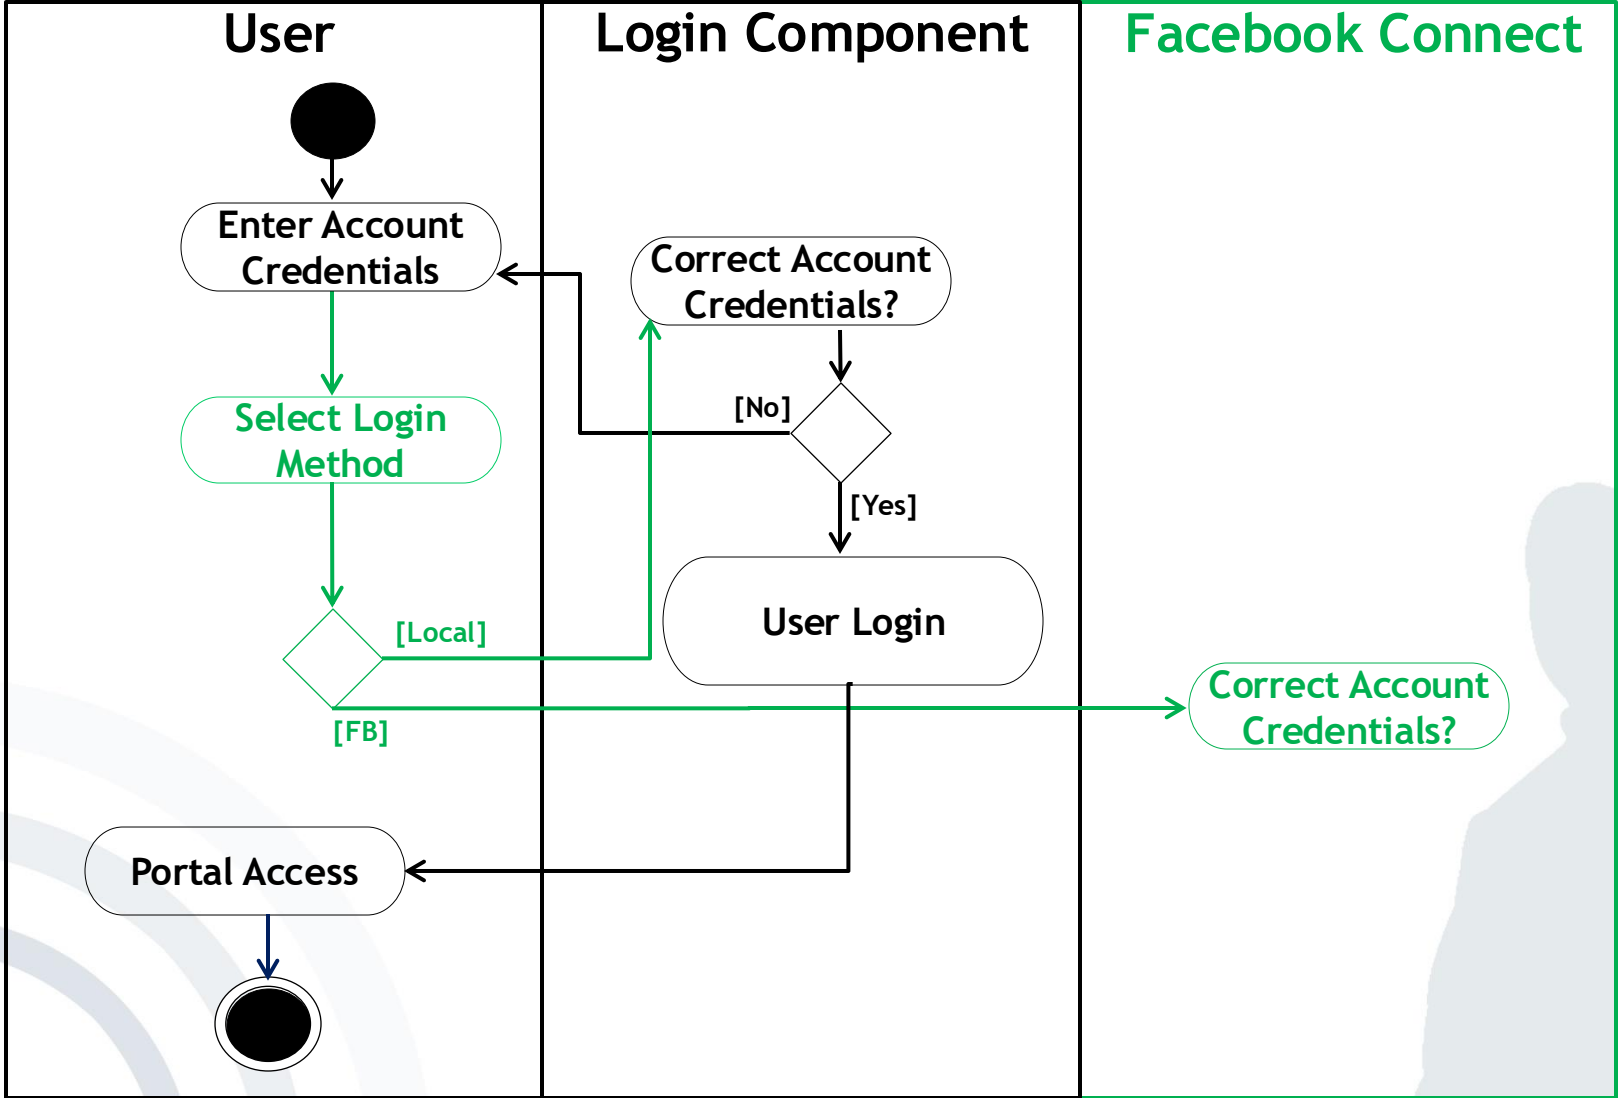 User
Login Component
Facebook Connect
Enter Account
Credentials
Correct Account
Credentials?
[No]
Select Login
Method
[Yes]
User Login
[Local]
[FB]
Correct Account
Credentials?
Portal Access